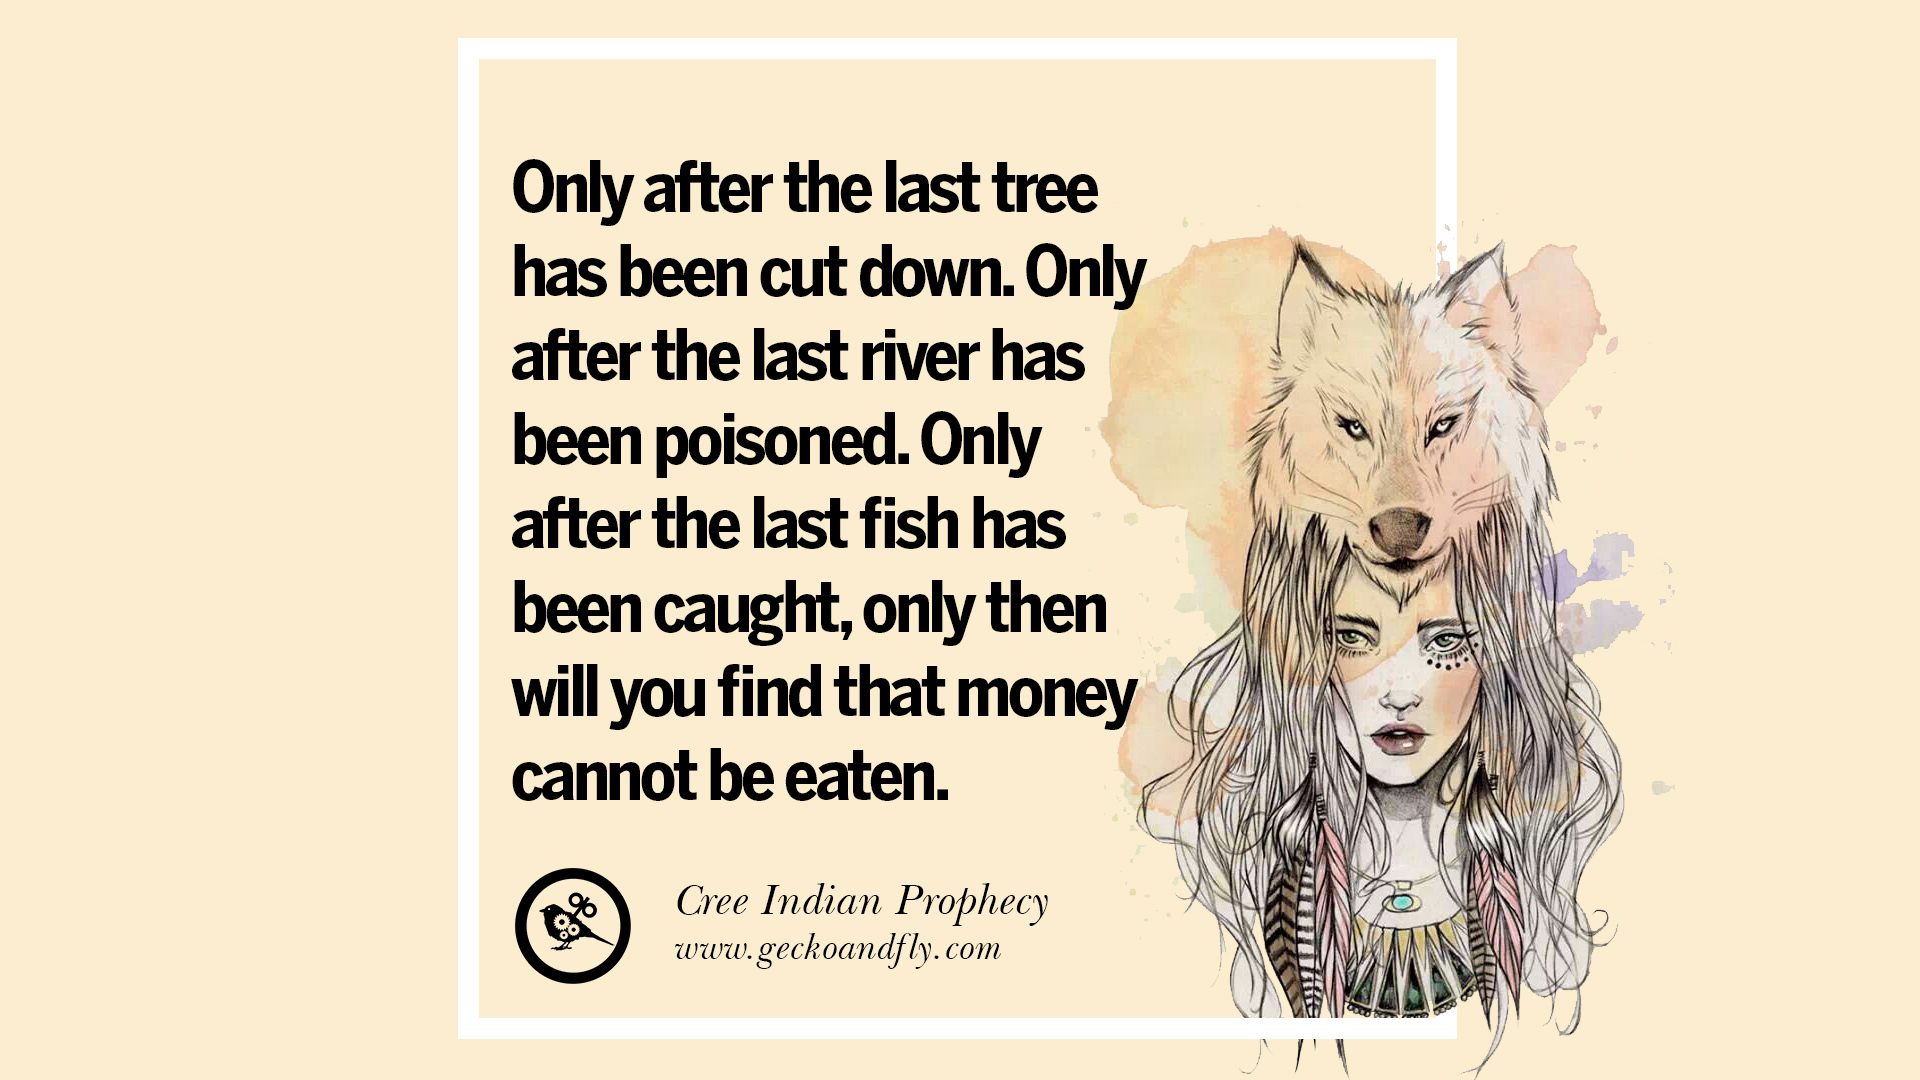 Only after the last tree
has been cut down. Only
after the last river has
been poisoned. Only
after the last fish has
been caught, only then
will you find that money
cannot be eaten.
Cree Indian Prophecy
www.geckoandfly.com